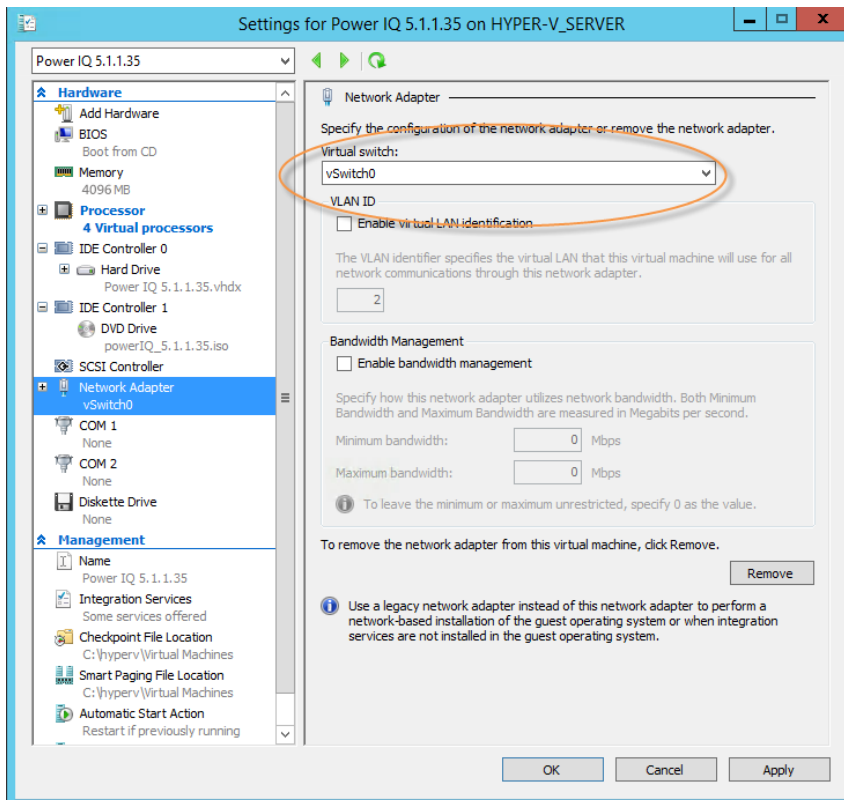 Settings for Power IQ 5.1.1.35 on HYPER-V_SERVER
Power IQ 5.1.1.35
Hardware
Add Hardware
BIOS
Boot from CD
Memory
4096 MB
Processor
4 Virtual processors
IDE Controller 0
Hard Drive
Power IQ 5.1.1.35.vhdx
IDE Controller 1
DVD Drive
powerIQ_5.1.1.35.iso
SCSI Controller
Network Adapter
vSwitch0
COM 1
None
COM 2
None
Diskette Drive
None
Management
Name
Power IQ 5.1.1.35
Integration Services
Some services offered
Checkpoint File Location
C:\hyperv\Virtual Machines
Smart Paging File Location
C:\hyperv\Virtual Machines
Automatic Start Action
Restart if previously running
Network Adapter
Specify the configuration of the network adapter or remove the network adapter.
Virtual switch:
vSwitch0
VLAN ID
Enable virtual LAN identification
The VLAN identifier specifies the virtual LAN that this virtual machine will use for all
network communications through this network adapter.
2
Bandwidth Management
Enable bandwidth management
Specify how this network adapter utilizes network bandwidth. Both Minimum
Bandwidth and Maximum Bandwidth are measured in Megabits per second.
Minimum bandwidth: 0 Mbps
Maximum bandwidth: 0 Mbps
To leave the minimum or maximum unrestricted, specify 0 as the value.
To remove the network adapter from this virtual machine, click Remove.
Remove
Use a legacy network adapter instead of this network adapter to perform a
network-based installation of the guest operating system or when integration
services are not installed in the guest operating system.
OK Cancel Apply